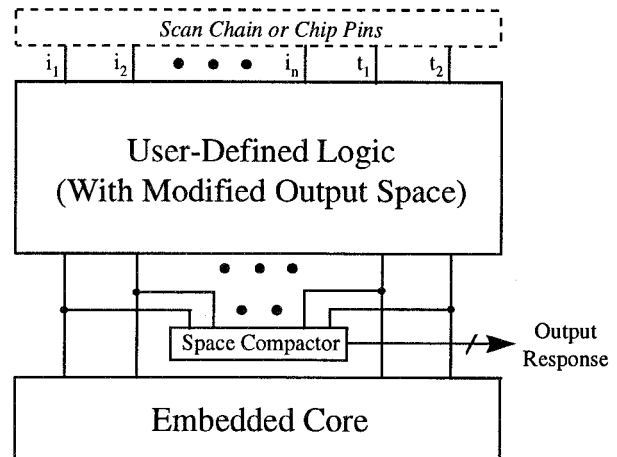 Scan Chain or Chip Pins
i1 i2 in t1 t2
User-Defined Logic
(With Modified Output Space)
Space Compactor
Output
Response
Embedded Core